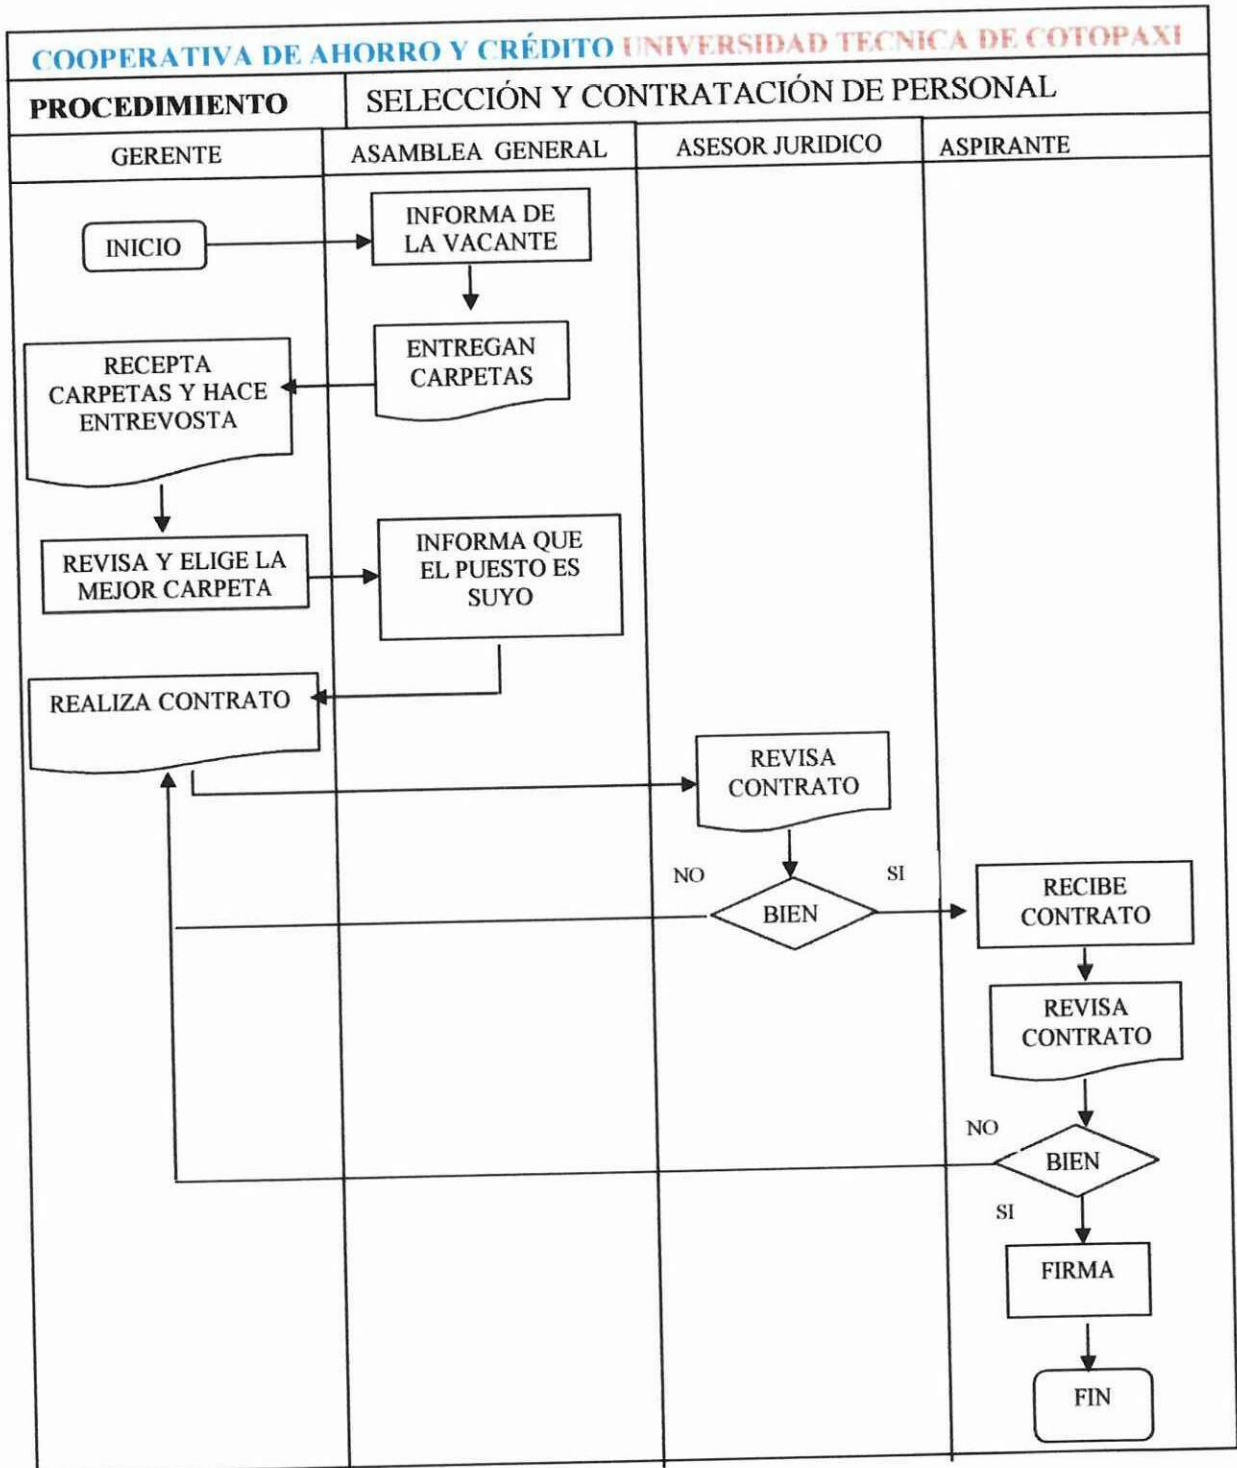 COOPERATIVA DE AHORRO Y CRÉDITO UNIVERSIDAD TECNICA DE COTOPAXI
PROCEDIMIENTO
SELECCIÓN Y CONTRATACIÓN DE PERSONAL
GERENTE
ASAMBLEA GENERAL
ASESOR JURIDICO
ASPIRANTE
INICIO
INFORMA DE
LA VACANTE
ENTREGAN
CARPETAS
RECEPTA
CARPETAS Y HACE
ENTREVOSTA
REVISA Y ELIGE LA
MEJOR CARPETA
INFORMA QUE
EL PUESTO ES
SUYO
REALIZA CONTRATO
REVISA
CONTRATO
NO
BIEN
SI
RECIBE
CONTRATO
REVISA
CONTRATO
NO
BIEN
SI
FIRMA
FIN